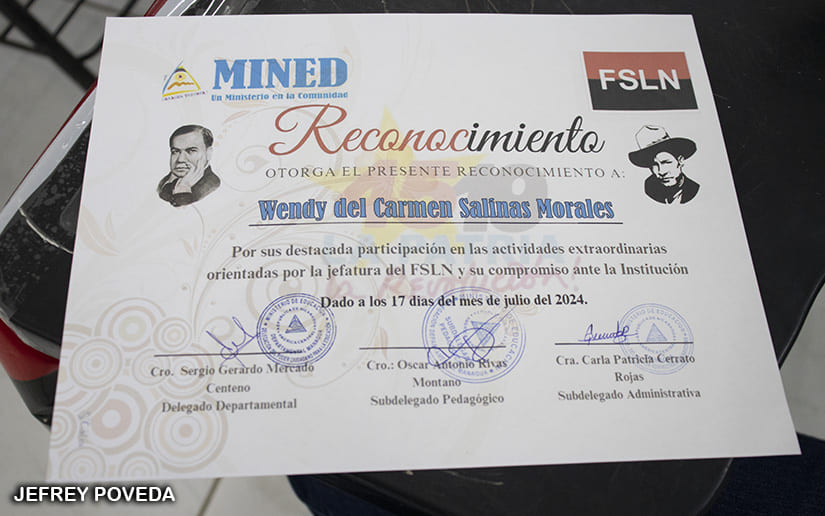 MINED
Un Ministerio en la Comunidad
FSLN
Reconocimiento
OTORGA EL PRESENTE RECONOCIMIENTO A:
Wendy del Carmen Salinas Morales
Por sus destacada participación en las actividades extraordinarias
orientadas por la jefatura del FSLN y su compromiso ante la Institución
Dado a los 17 dias del mes de julio del 2024.
Cro. Sergio Gerardo Mercado
Centeno
Delegado Departamental
Cro.: Oscar Antonio Rivas
Montano
Subdelegado Pedagógico
Cra. Carla Patricia Cerrato
Rojas
Subdelegada Administrativa
JEFREY POVEDA